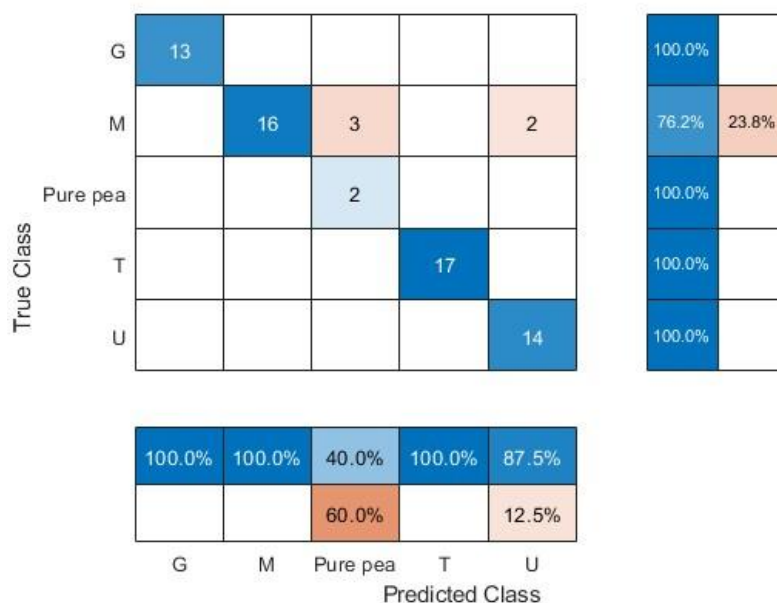 G 13 100.0%
M 16 3 2 76.2% 23.8%
Pure pea 2 100.0%
T 17 100.0%
U 14 100.0%
True Class
100.0% 100.0% 40.0% 100.0% 87.5%
60.0% 12.5%
G M Pure pea T U
Predicted Class